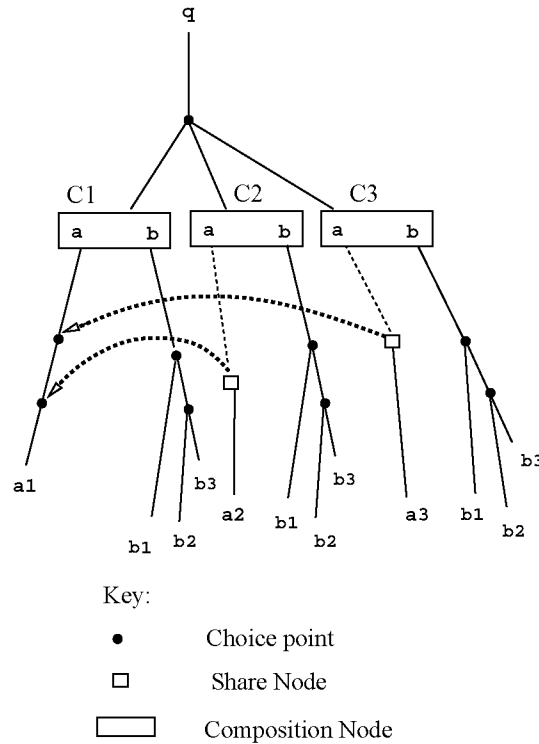 q
C1 C2 C3
a b a b a b
a1
b1
b2
b3
a2
b1
b2
b3
a3
b1
b2
b3
Key:
Choice point
Share Node
Composition Node